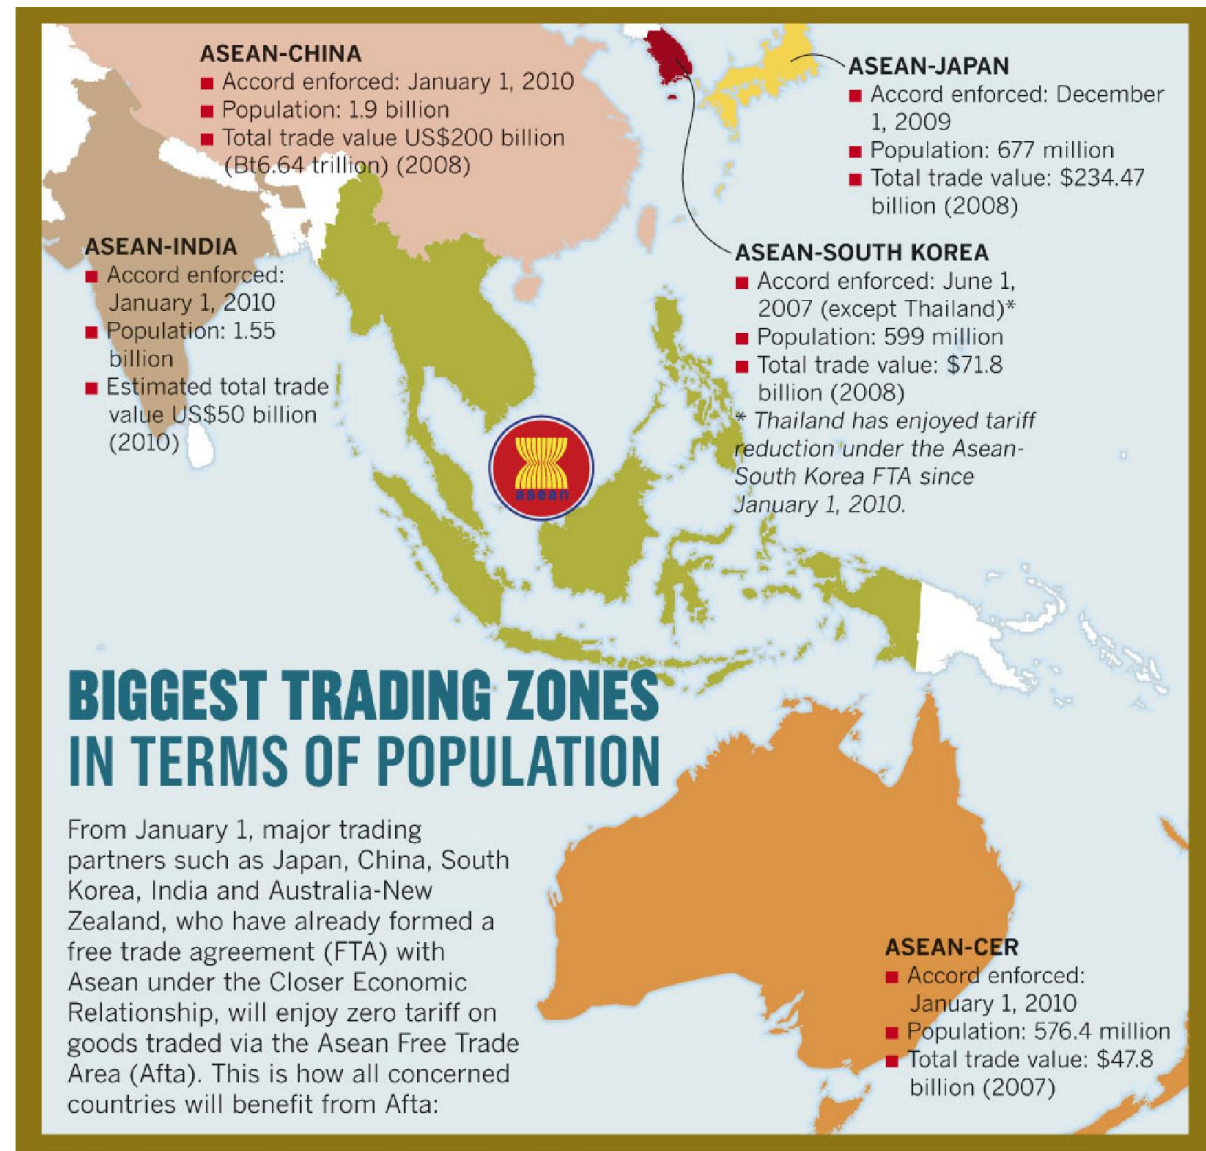 ASEAN-CHINA
■ Accord enforced: January 1, 2010
■ Population: 1.9 billion
■ Total trade value US$200 billion
(Bt6.64 trillion) (2008)
ASEAN-JAPAN
■ Accord enforced: December
1, 2009
■ Population: 677 million
■ Total trade value: $234.47
billion (2008)
ASEAN-INDIA
■ Accord enforced:
January 1, 2010
■ Population: 1.55
billion
■ Estimated total trade
value US$50 billion
(2010)
ASEAN-SOUTH KOREA
■ Accord enforced: June 1,
2007 (except Thailand)*
■ Population: 599 million
■ Total trade value: $71.8
billion (2008)
* Thailand has enjoyed tariff
reduction under the Asean-
South Korea FTA since
January 1, 2010.
asean
BIGGEST TRADING ZONES
IN TERMS OF POPULATION
From January 1, major trading
partners such as Japan, China, South
Korea, India and Australia-New
Zealand, who have already formed a
free trade agreement (FTA) with
Asean under the Closer Economic
Relationship, will enjoy zero tariff on
goods traded via the Asean Free Trade
Area (Afta). This is how all concerned
countries will benefit from Afta:
ASEAN-CER
■ Accord enforced:
January 1, 2010
■ Population: 576.4 million
■ Total trade value: $47.8
billion (2007)